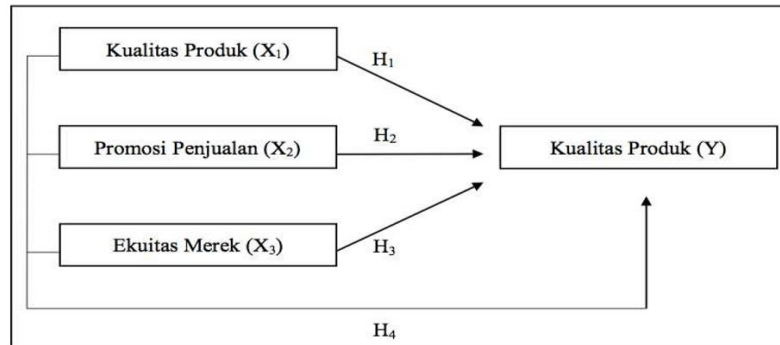 Kualitas Produk (X₁)
H₁
Promosi Penjualan (X₂)
H₂
Kualitas Produk (Y)
Ekuitas Merek (X₃)
H₃
H₄